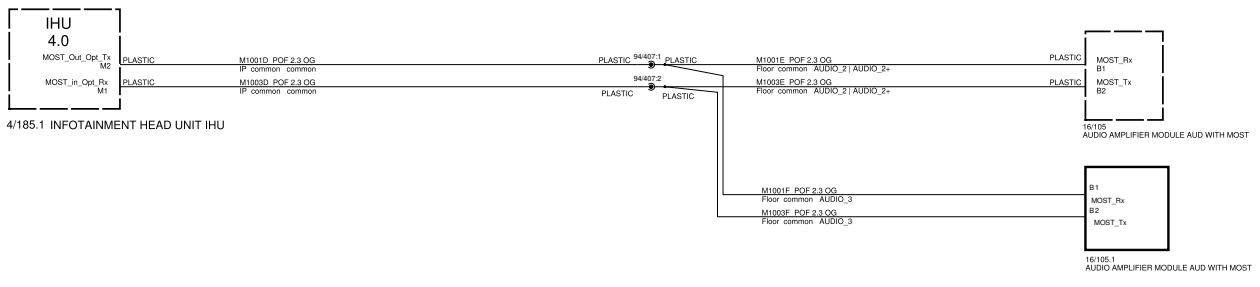 IHU
4.0
MOST_Out_Opt_Tx
M2
PLASTIC
M1001D POF 2.3 OG
IP common common
PLASTIC
94/407:1
PLASTIC
M1001E POF 2.3 OG
Floor common AUDIO_2 | AUDIO_2+
PLASTIC
MOST_Rx
B1
MOST_in_Opt_Rx
M1
PLASTIC
M1003D POF 2.3 OG
IP common common
PLASTIC
94/407:2
PLASTIC
M1003E POF 2.3 OG
Floor common AUDIO_2 | AUDIO_2+
PLASTIC
MOST_Tx
B2
4/185.1 INFOTAINMENT HEAD UNIT IHU
16/105
AUDIO AMPLIFIER MODULE AUD WITH MOST
M1001F POF 2.3 OG
Floor common AUDIO_3
B1
MOST_Rx
M1003F POF 2.3 OG
Floor common AUDIO_3
B2
MOST_Tx
16/105.1
AUDIO AMPLIFIER MODULE AUD WITH MOST